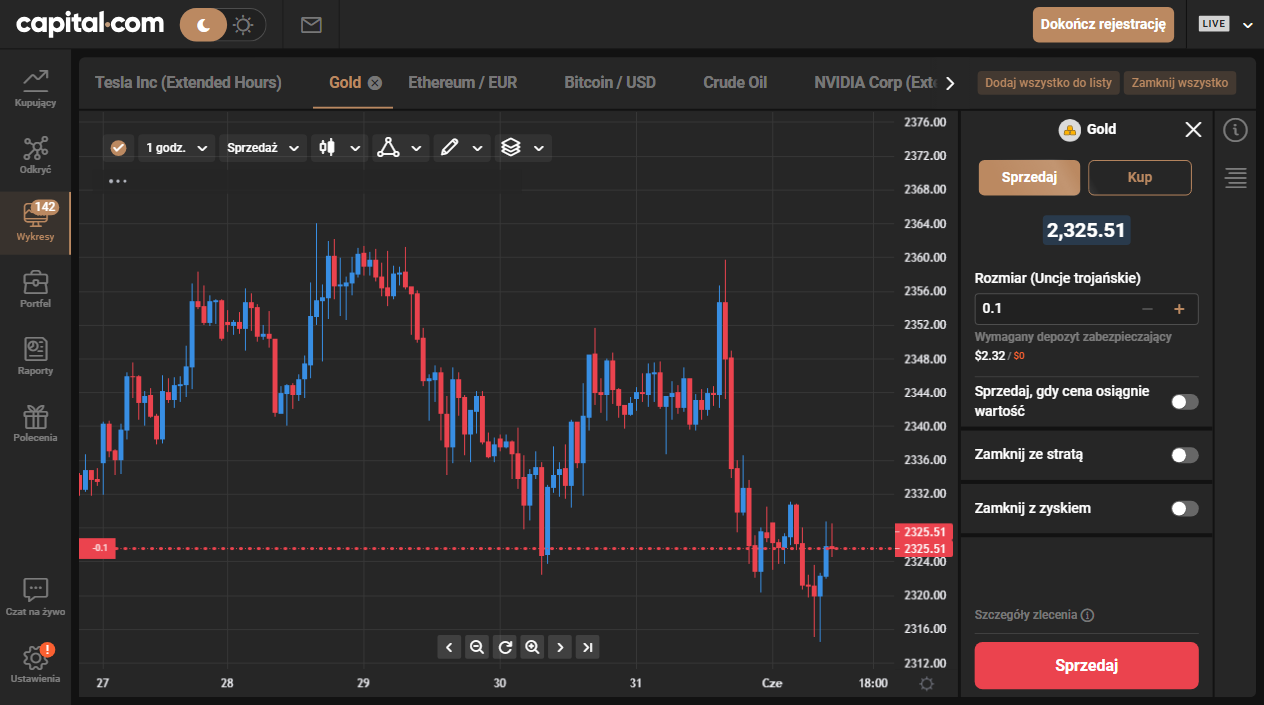 capital.com
Dokończ rejestrację
LIVE
Kupujący
Odkryć
142
Wykresy
Portfel
Raporty
Polecenia
Czat na żywo
!
Ustawienia
Tesla Inc (Extended Hours)
Gold
Ethereum / EUR
Bitcoin / USD
Crude Oil
NVIDIA Corp (Exte
Dodaj wszystko do listy
Zamknij wszystko
1 godz.
Sprzedaż
2376.00
2372.00
2368.00
2364.00
2360.00
2356.00
2352.00
2348.00
2344.00
2340.00
2336.00
2332.00
2325.51
-0.1
2325.51
2324.00
2320.00
2316.00
2312.00
27
28
29
30
31
Cze
18:00
Gold
Sprzedaj
Kup
2,325.51
Rozmiar (Uncje trojańskie)
0.1
Wymagany depozyt zabezpieczający
$2.32 / $0
Sprzedaj, gdy cena osiągnie
wartość
Zamknij ze stratą
Zamknij z zyskiem
Szczegóły zlecenia
Sprzedaj